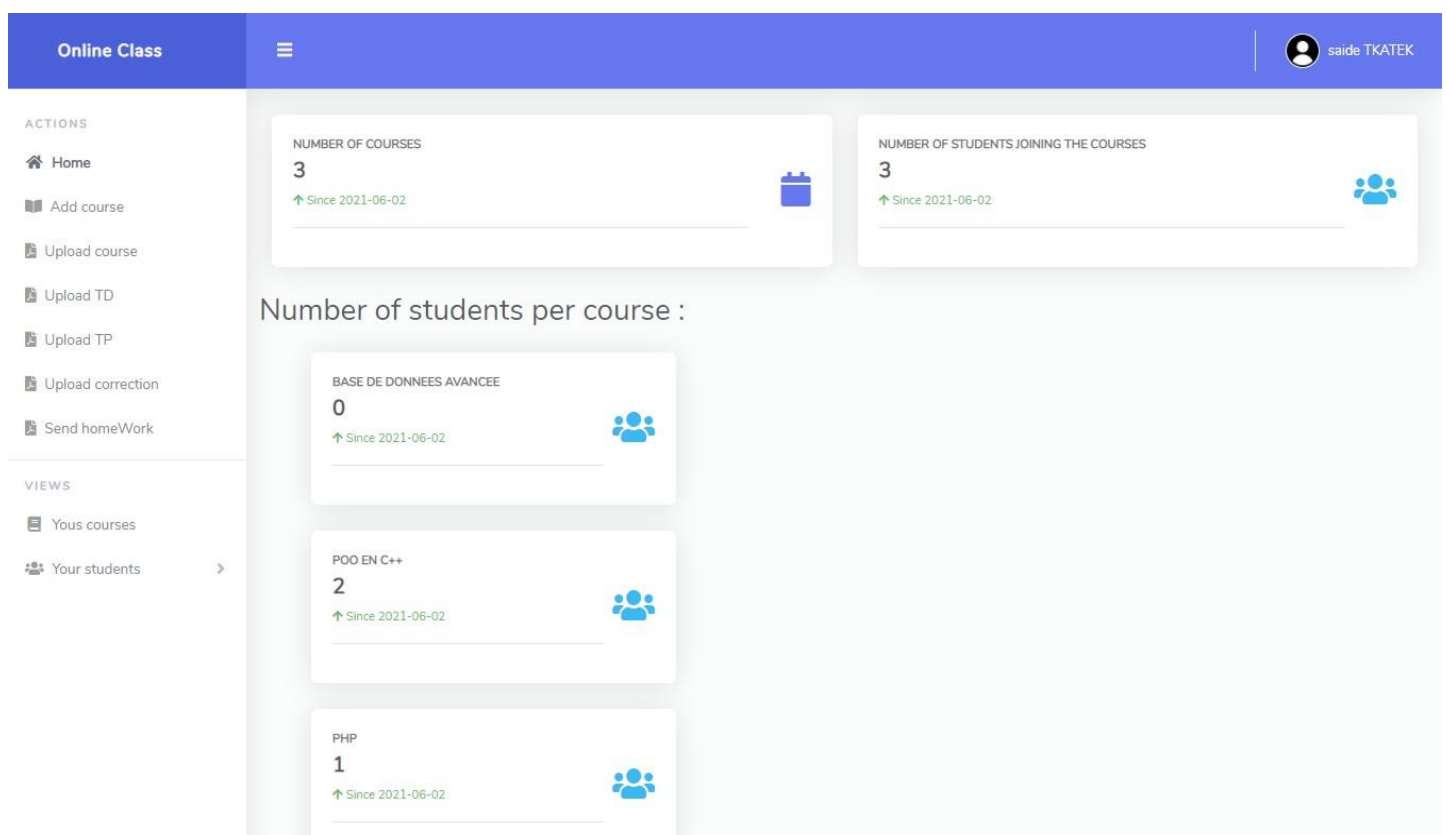 Online Class
saide TKATEK
ACTIONS
Home
Add course
Upload course
Upload TD
Upload TP
Upload correction
Send homeWork
VIEWS
Yous courses
Your students
NUMBER OF COURSES
3
Since 2021-06-02
NUMBER OF STUDENTS JOINING THE COURSES
3
Since 2021-06-02
Number of students per course :
BASE DE DONNEES AVANCEE
0
Since 2021-06-02
POO EN C++
2
Since 2021-06-02
PHP
1
Since 2021-06-02